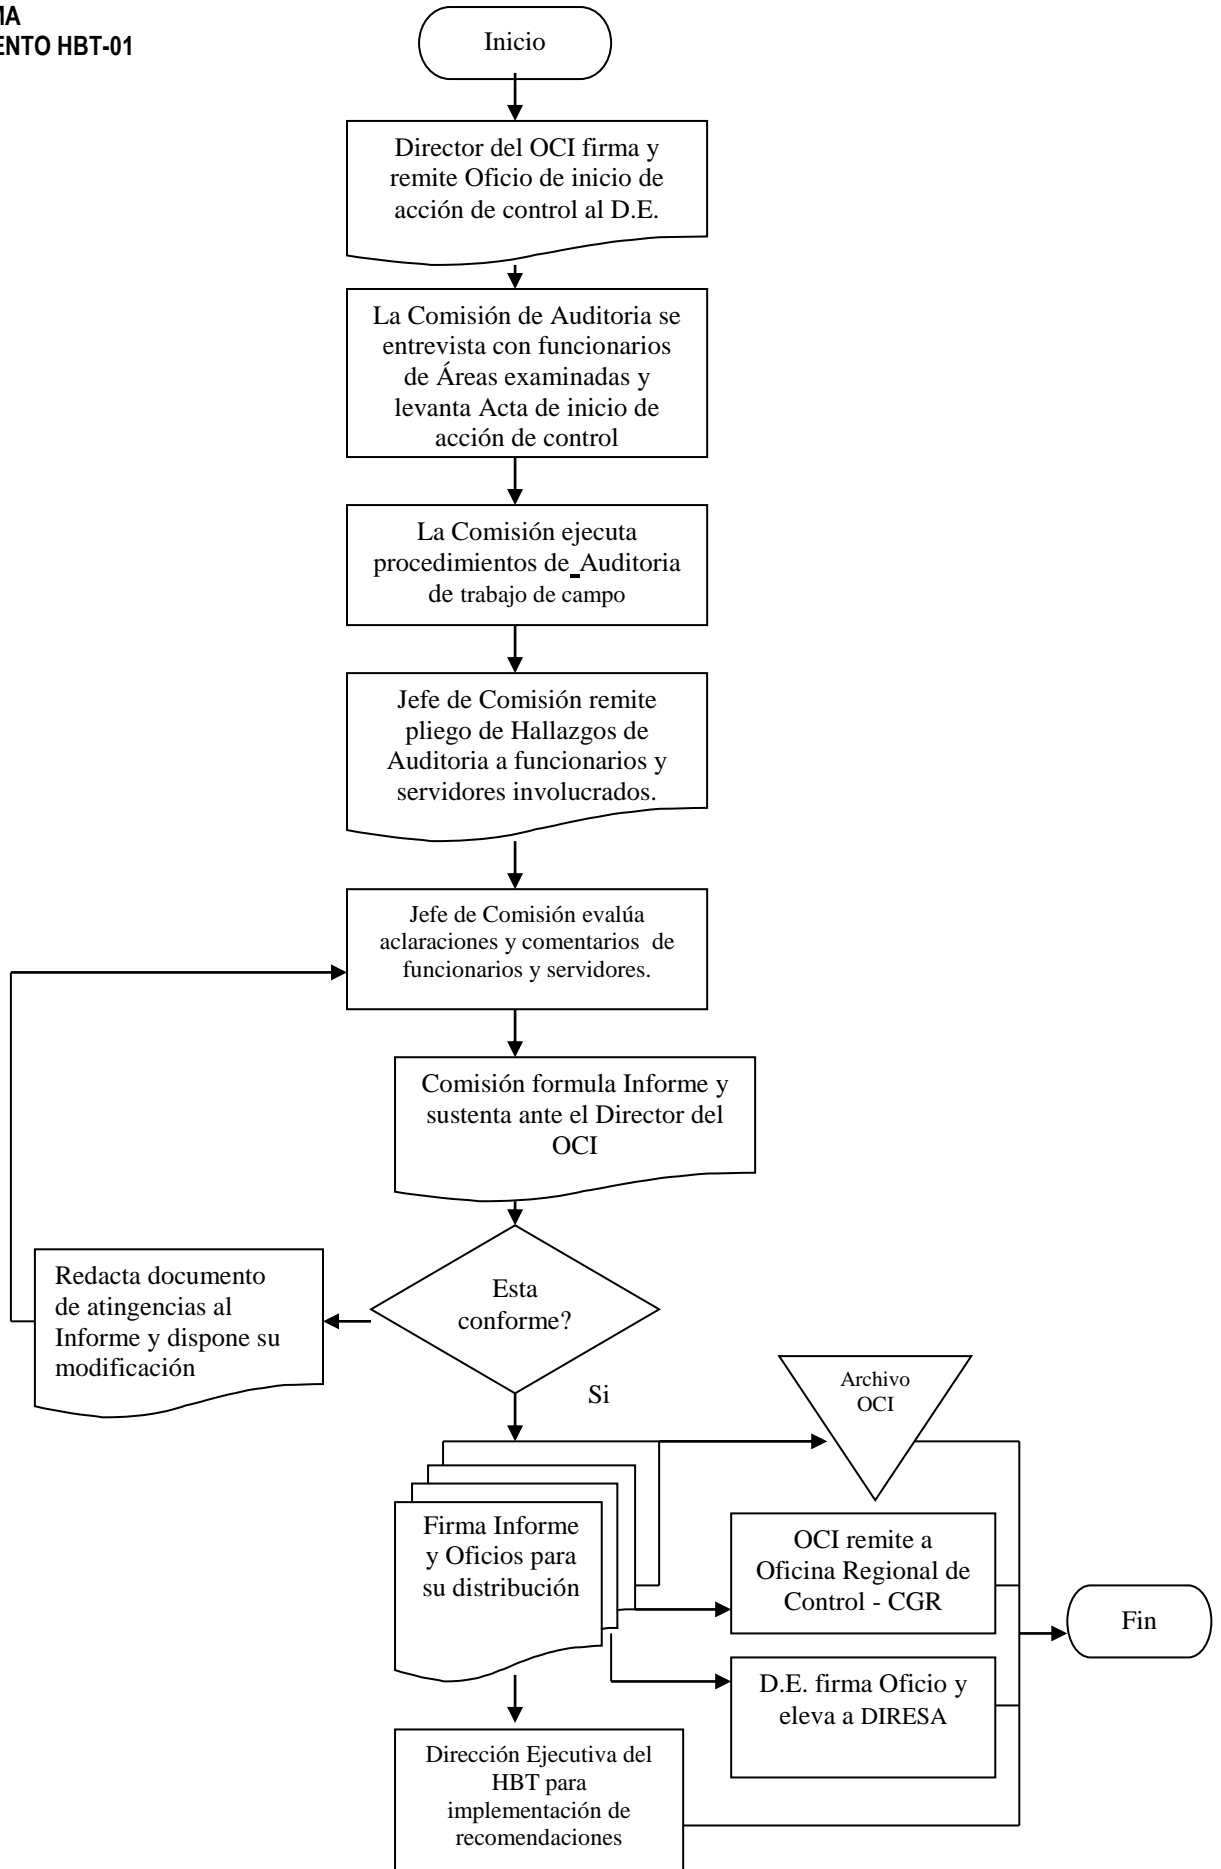 MA
ENTO HBT-01
Inicio
Director del OCI firma y
remite Oficio de inicio de
acción de control al D.E.
La Comisión de Auditoria se
entrevista con funcionarios
de Áreas examinadas y
levanta Acta de inicio de
acción de control
La Comisión ejecuta
procedimientos de Auditoria
de trabajo de campo
Jefe de Comisión remite
pliego de Hallazgos de
Auditoria a funcionarios y
servidores involucrados.
Jefe de Comisión evalúa
aclaraciones y comentarios de
funcionarios y servidores.
Comisión formula Informe y
sustenta ante el Director del
OCI
Esta
conforme?
Redacta documento
de atingencias al
Informe y dispone su
modificación
Si
Archivo
OCI
Firma Informe
y Oficios para
su distribución
OCI remite a
Oficina Regional de
Control - CGR
Fin
D.E. firma Oficio y
eleva a DIRESA
Dirección Ejecutiva del
HBT para
implementación de
recomendaciones